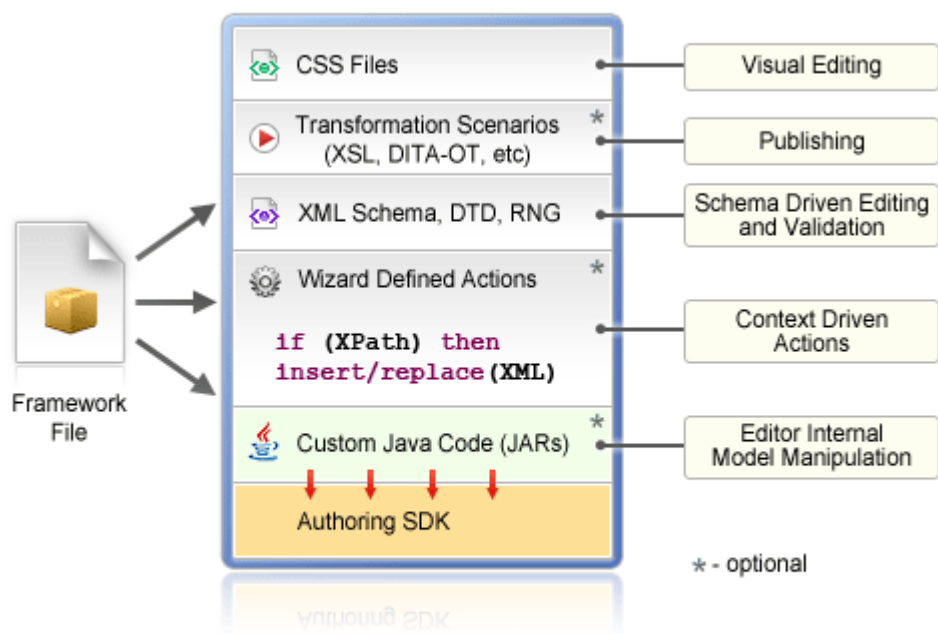 CSS Files
Visual Editing
Transformation Scenarios *
(XSL, DITA-OT, etc)
Publishing
XML Schema, DTD, RNG
Schema Driven Editing
and Validation
Wizard Defined Actions *
if (XPath) then
insert/replace(XML)
Context Driven
Actions
Framework
File
Custom Java Code (JARs) *
Editor Internal
Model Manipulation
Authoring SDK
* - optional
Authoring SDK